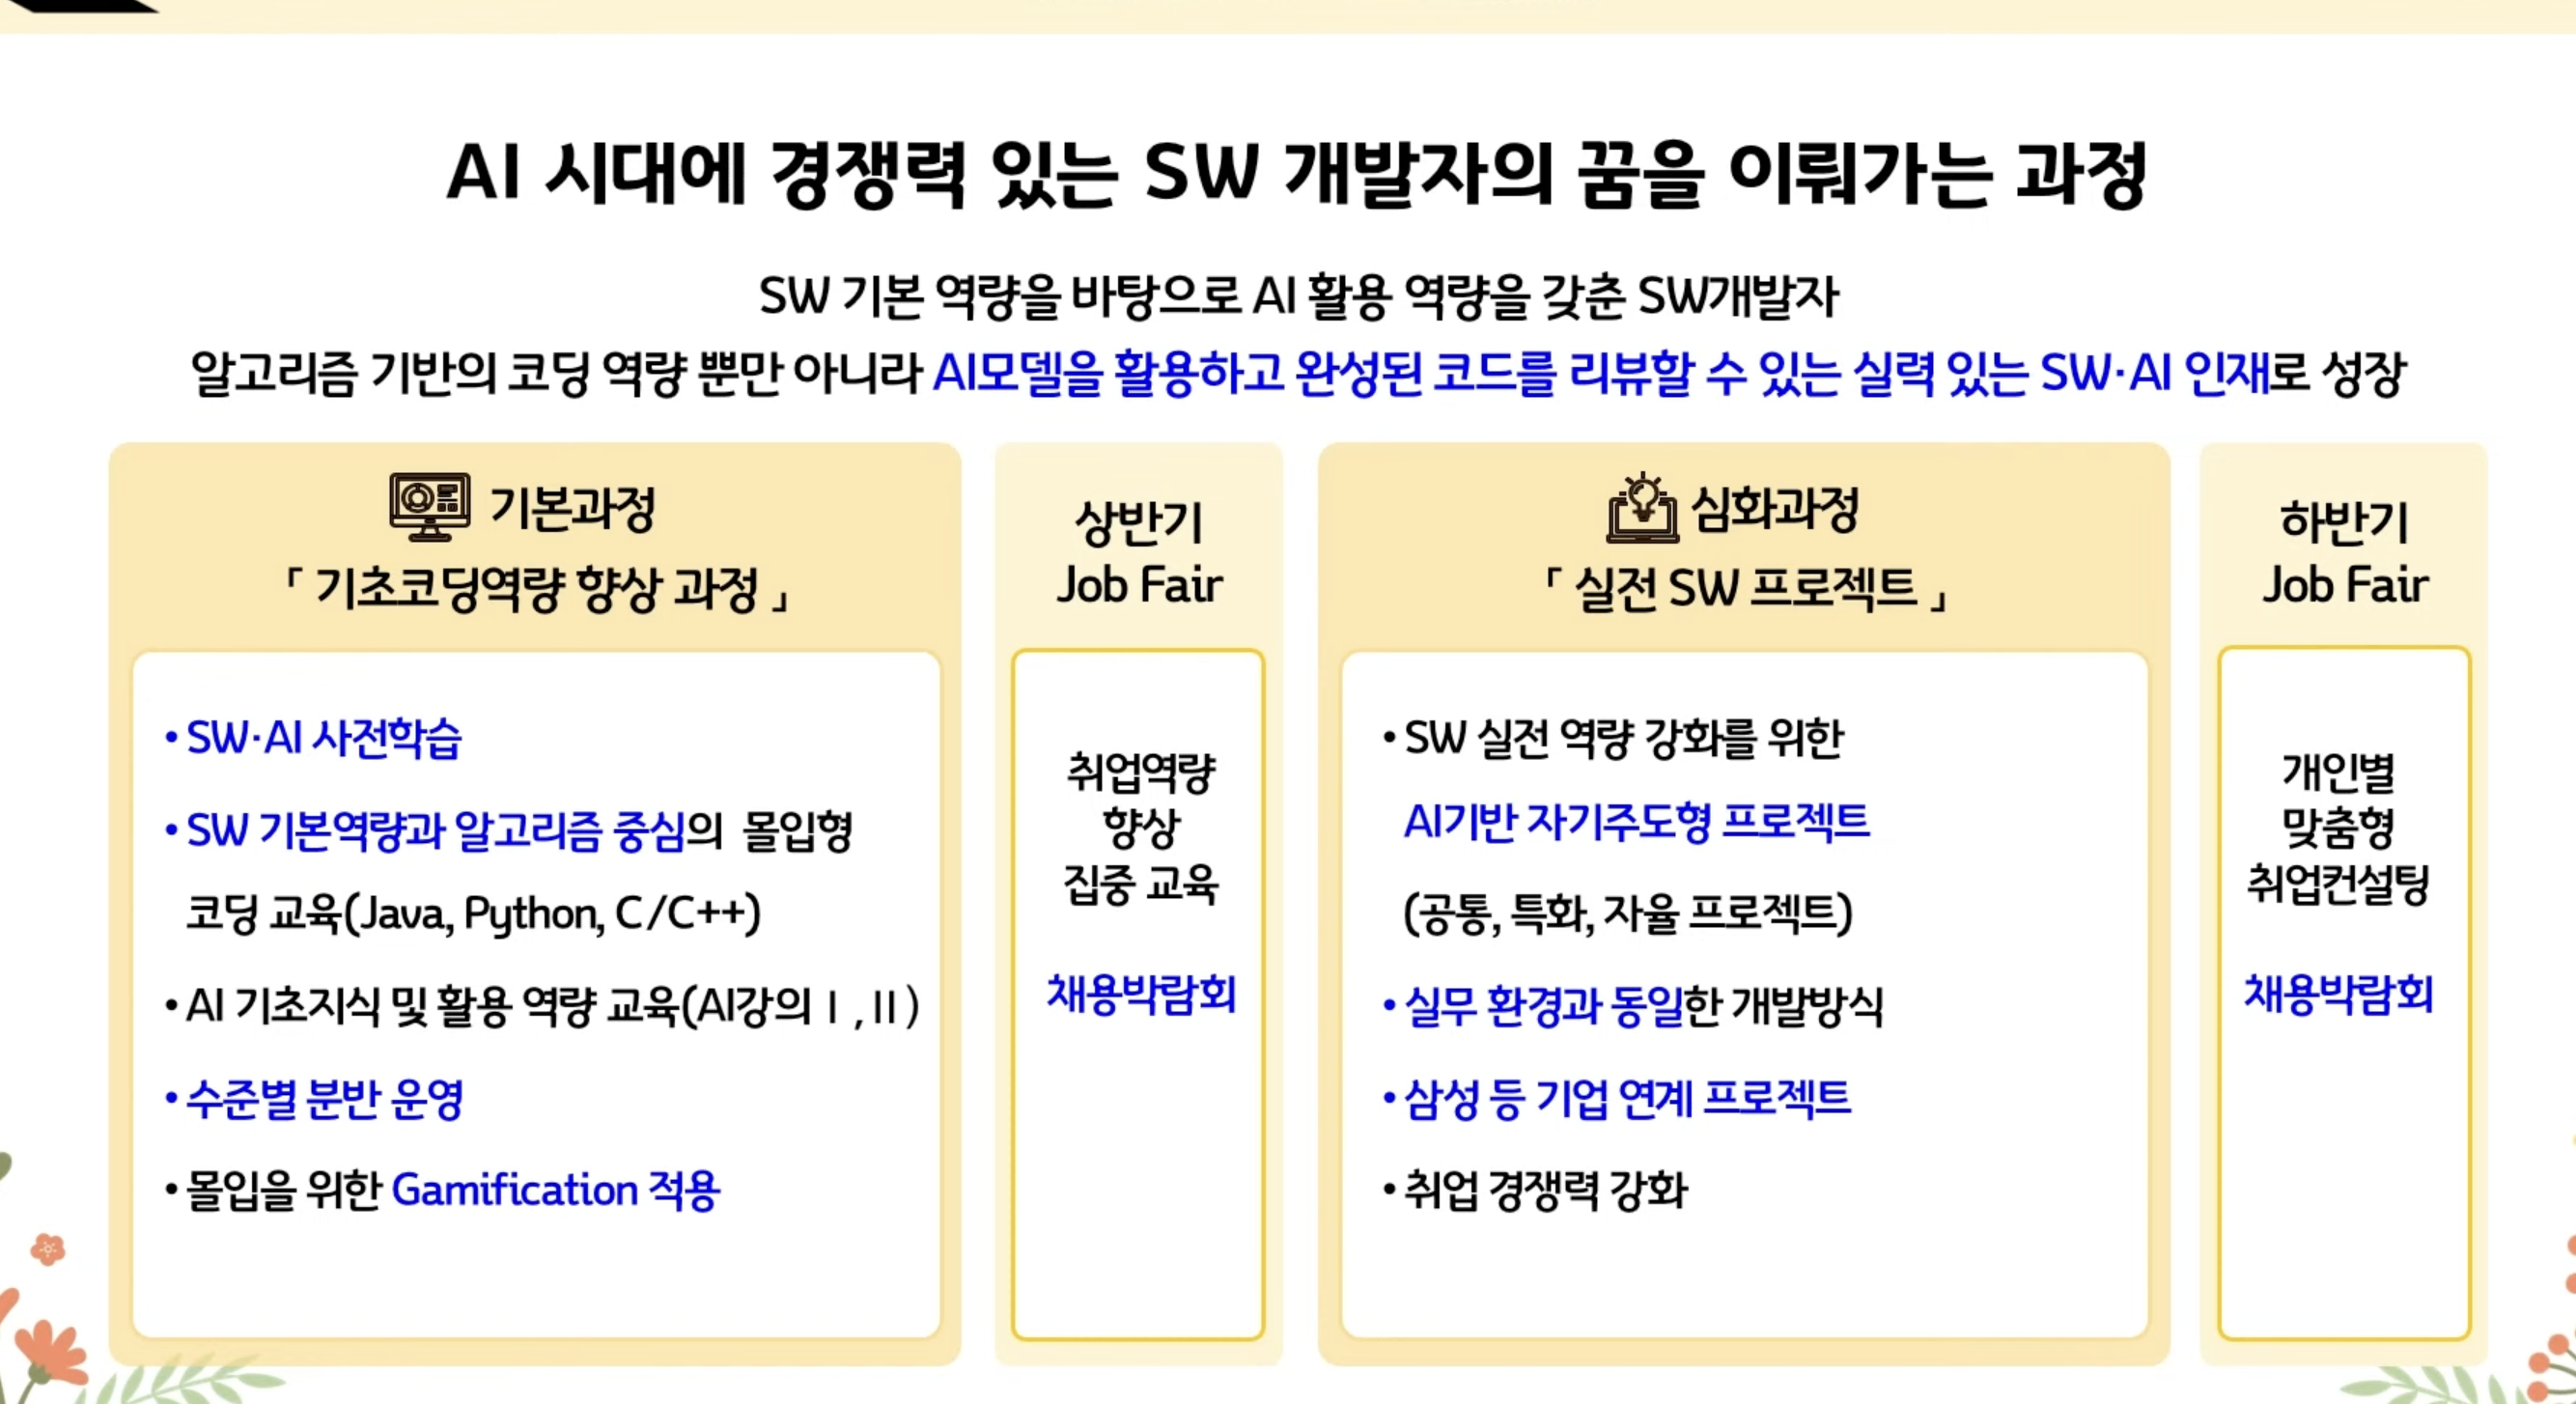 AI 시대에 경쟁력 있는 SW 개발자의 꿈을 이뤄가는 과정
SW 기본 역량을 바탕으로 AI 활용 역량을 갖춘 SW개발자
알고리즘 기반의 코딩 역량 뿐만 아니라 AI모델을 활용하고 완성된 코드를 리뷰할 수 있는 실력 있는 SW·AI 인재로 성장
기본과정
「 기초코딩역량 향상 과정 」
• SW·AI 사전학습
• SW 기본역량과 알고리즘 중심의 몰입형
코딩 교육(Java, Python, C/C++)
• AI 기초지식 및 활용 역량 교육(AI강의Ⅰ,Ⅱ)
• 수준별 분반 운영
• 몰입을 위한 Gamification 적용
상반기
Job Fair
취업역량
향상
집중 교육
채용박람회
심화과정
「 실전 SW 프로젝트 」
• SW 실전 역량 강화를 위한
AI기반 자기주도형 프로젝트
(공통, 특화, 자율 프로젝트)
• 실무 환경과 동일한 개발방식
• 삼성 등 기업 연계 프로젝트
• 취업 경쟁력 강화
하반기
Job Fair
개인별
맞춤형
취업컨설팅
채용박람회